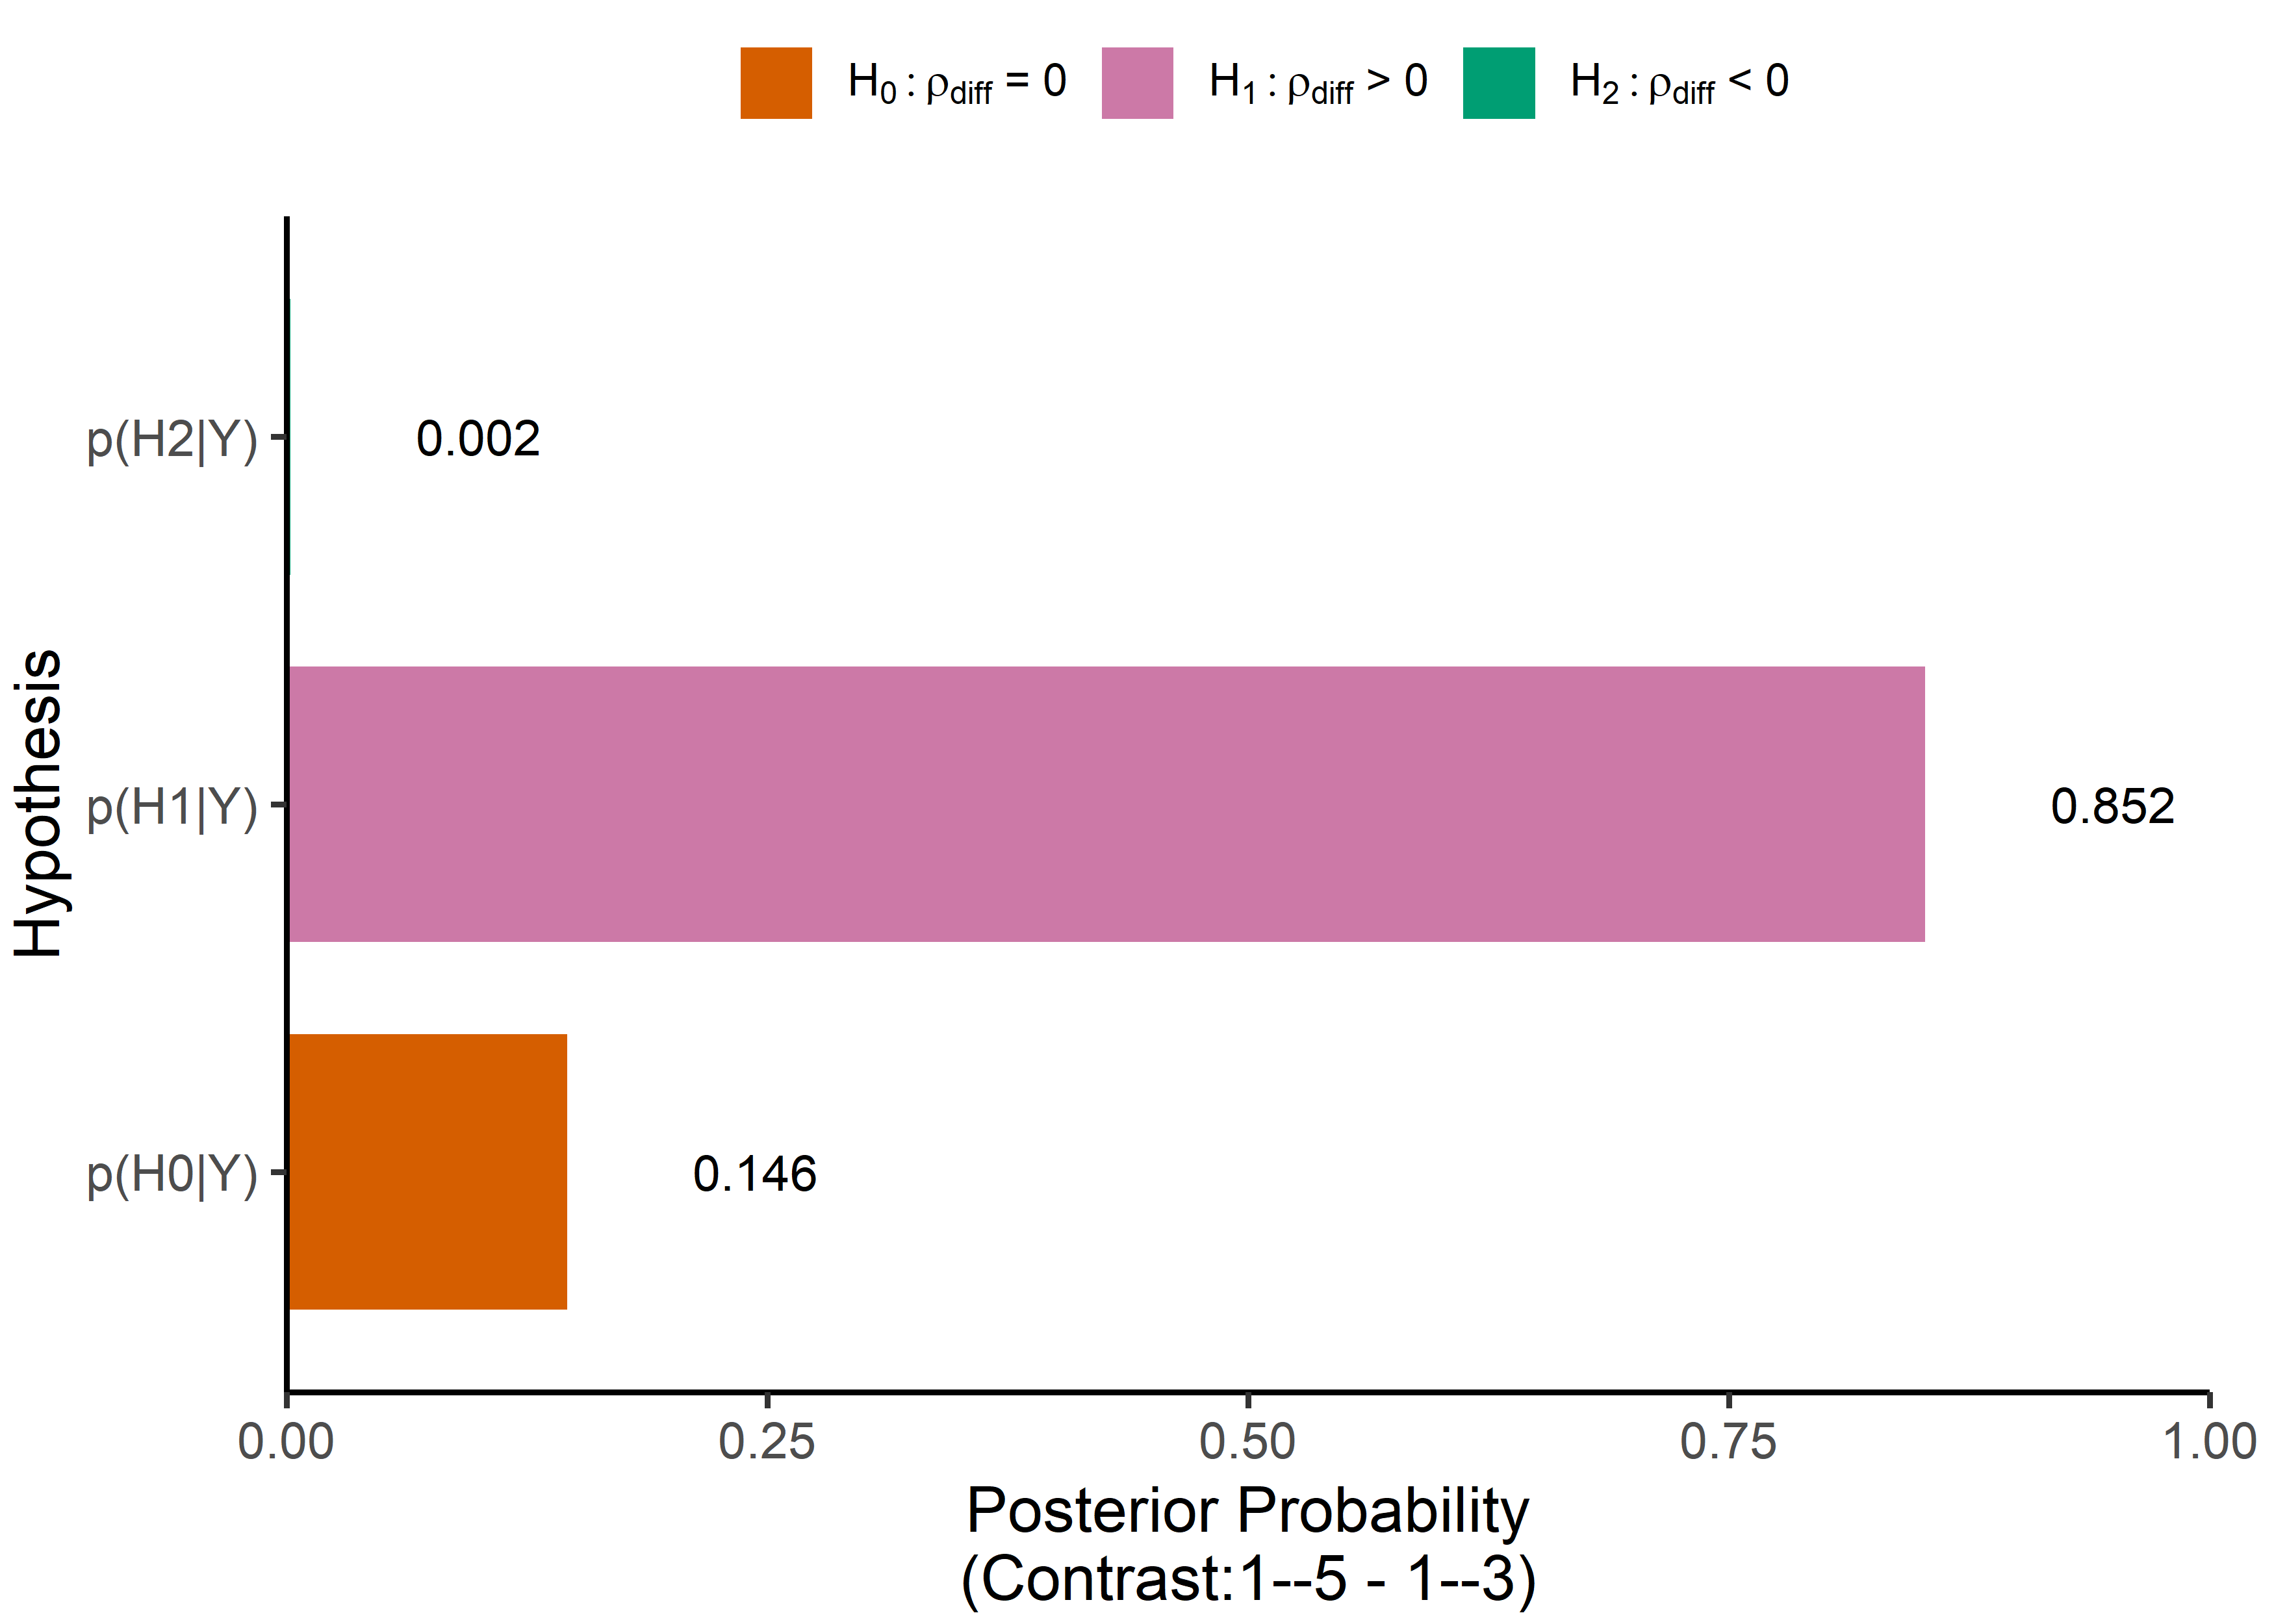 H₀ : ρdiff = 0 H₁ : ρdiff > 0 H₂ : ρdiff < 0
p(H2|Y) 0.002
p(H1|Y) 0.852
p(H0|Y) 0.146
Hypothesis
0.00 0.25 0.50 0.75 1.00
Posterior Probability
(Contrast:1--5 - 1--3)